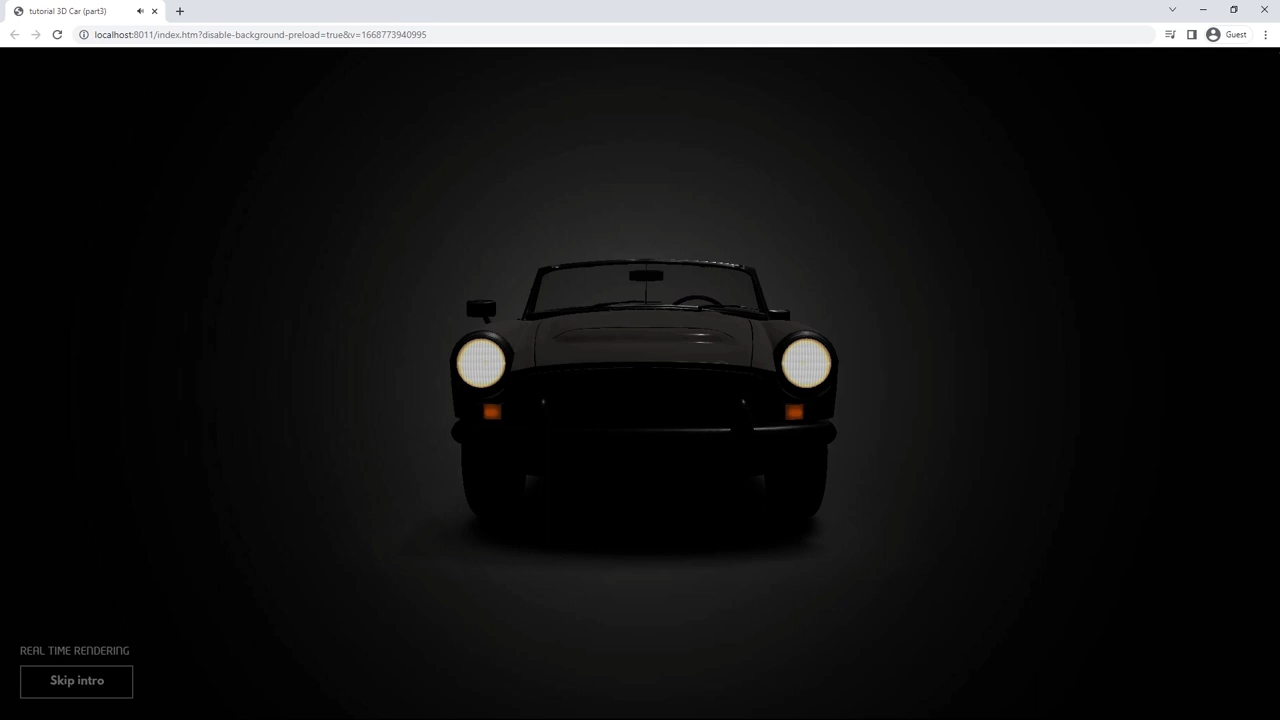 tutorial 3D Car (part3)
localhost:8011/index.htm?disable-background-preload=true&v=1668773940995
Guest
REAL TIME RENDERING
Skip intro